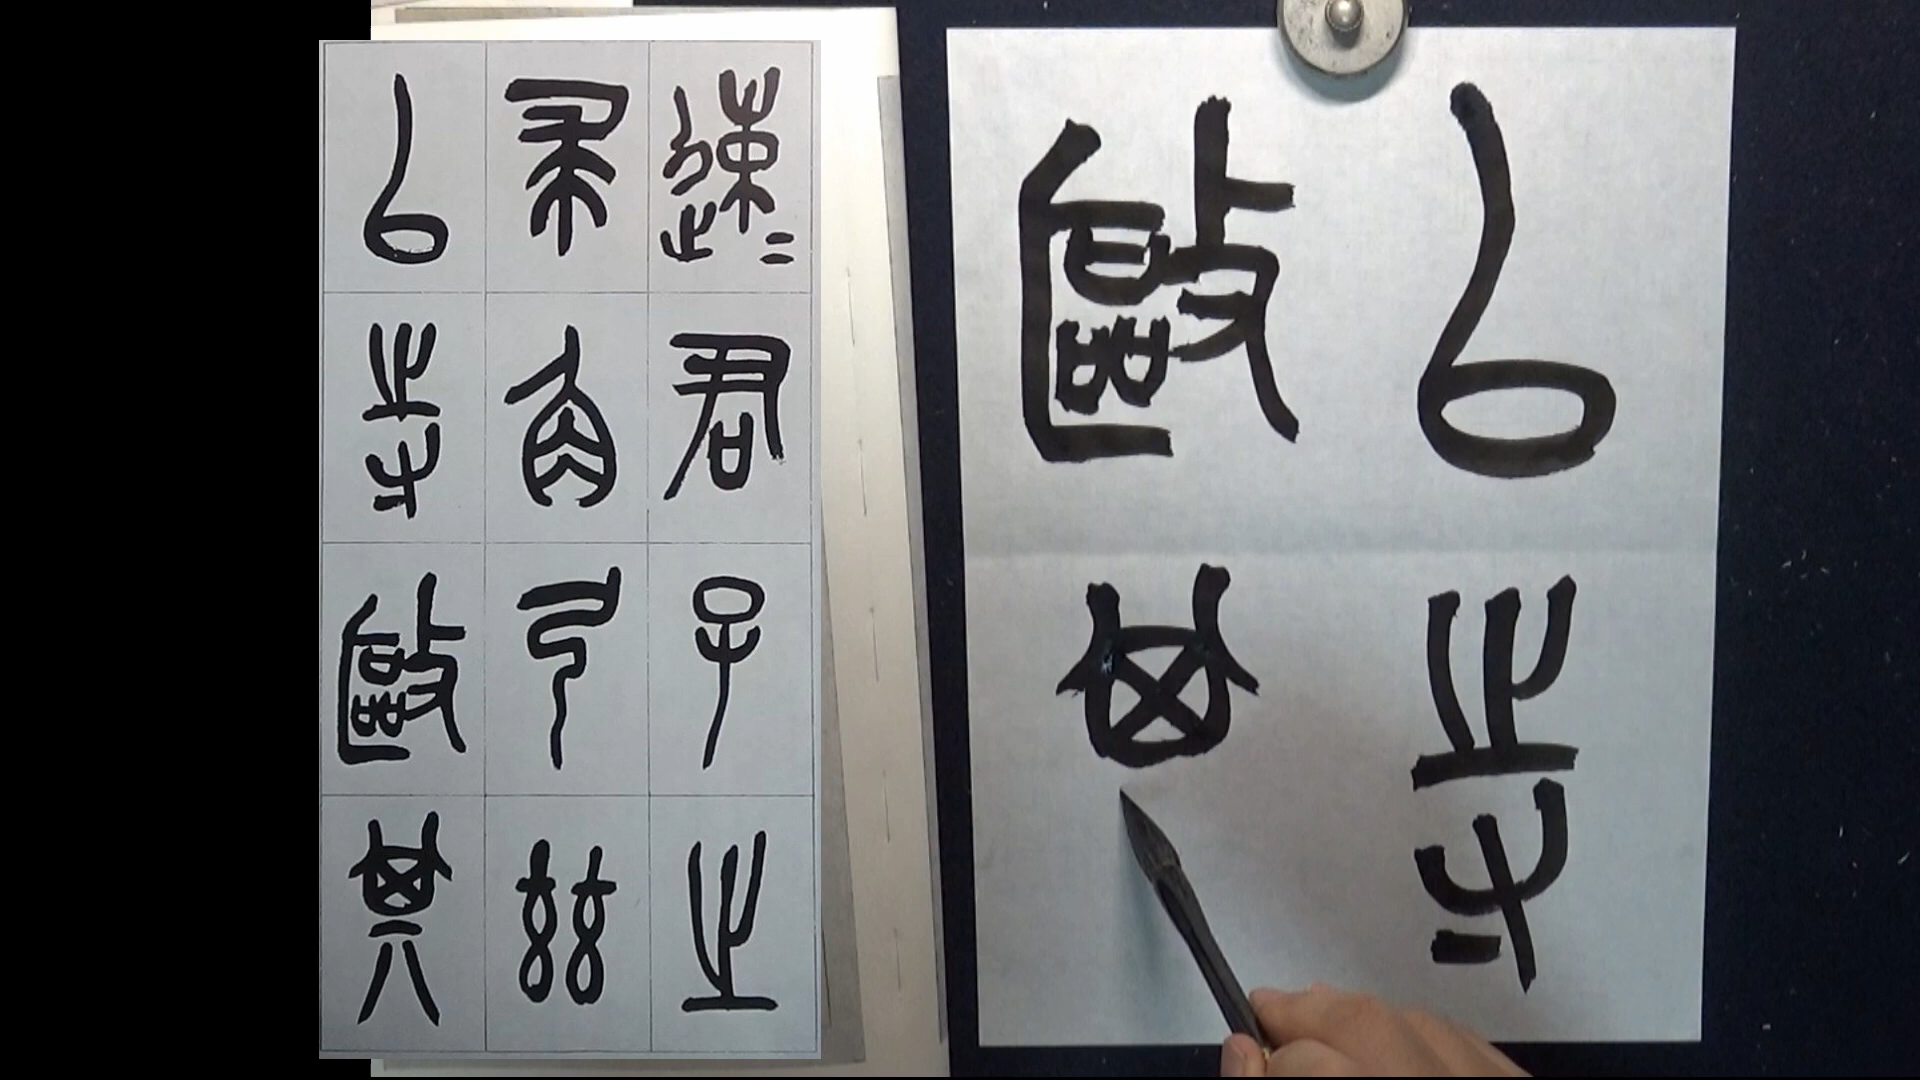 速=君子之
求角弓茲
以寺敺其
以寺
敺